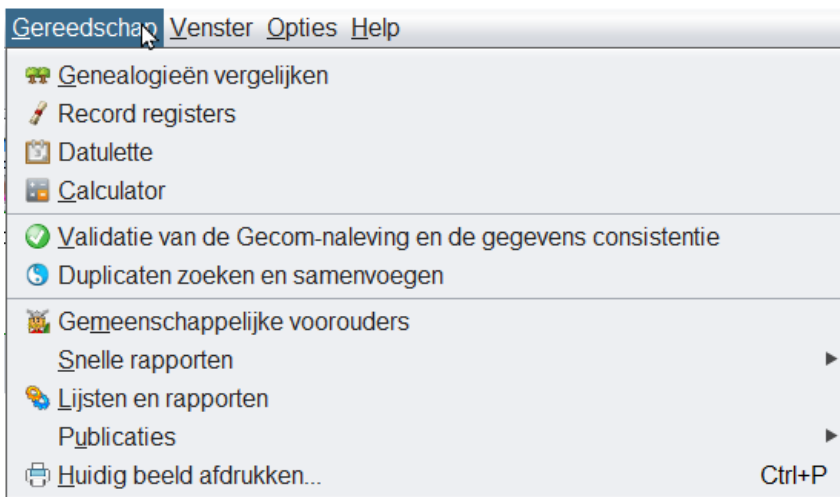 Gereedschap Venster Opties Help
Genealogieën vergelijken
Record registers
Datulette
Calculator
Validatie van de Gecom-naleving en de gegevens consistentie
Duplicaten zoeken en samenvoegen
Gemeenschappelijke voorouders
Snelle rapporten
Lijsten en rapporten
Publicaties
Huidig beeld afdrukken... Ctrl+P